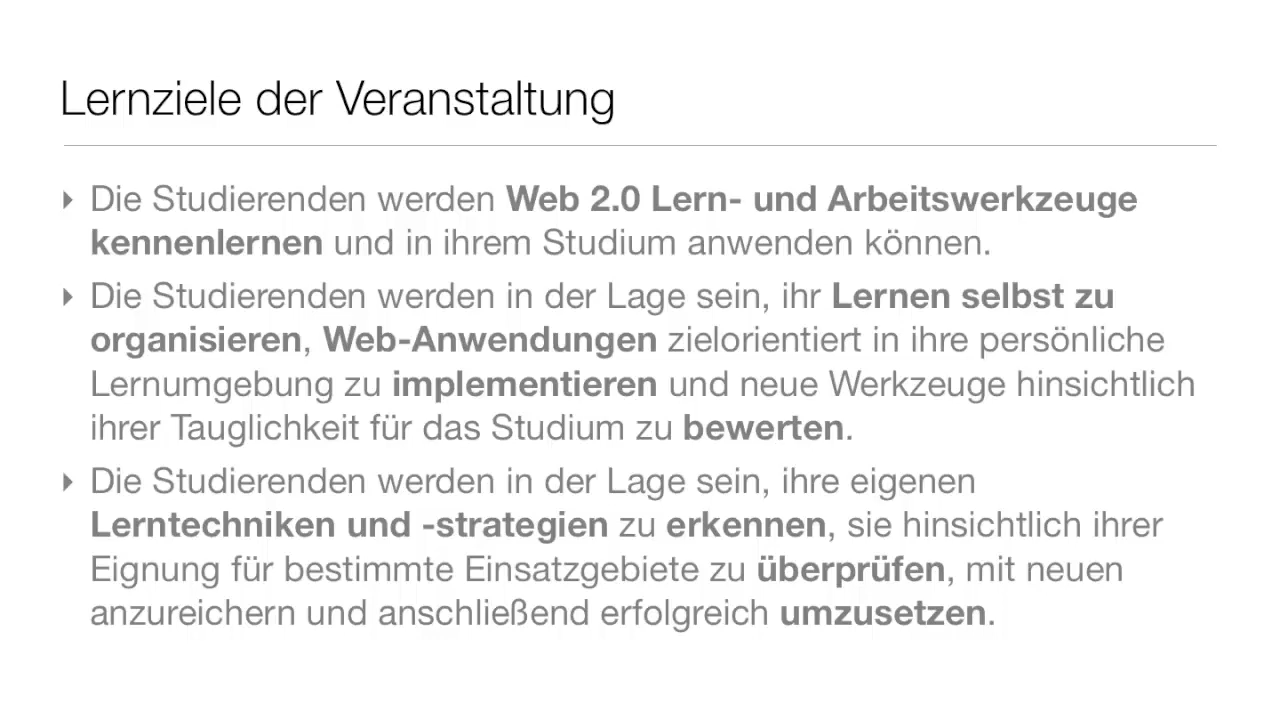 Lernziele der Veranstaltung
Die Studierenden werden Web 2.0 Lern- und Arbeitswerkzeuge
kennenlernen und in ihrem Studium anwenden können.
Die Studierenden werden in der Lage sein, ihr Lernen selbst zu
organisieren, Web-Anwendungen zielorientiert in ihre persönliche
Lernumgebung zu implementieren und neue Werkzeuge hinsichtlich
ihrer Tauglichkeit für das Studium zu bewerten.
Die Studierenden werden in der Lage sein, ihre eigenen
Lerntechniken und -strategien zu erkennen, sie hinsichtlich ihrer
Eignung für bestimmte Einsatzgebiete zu überprüfen, mit neuen
anzureichern und anschließend erfolgreich umzusetzen.